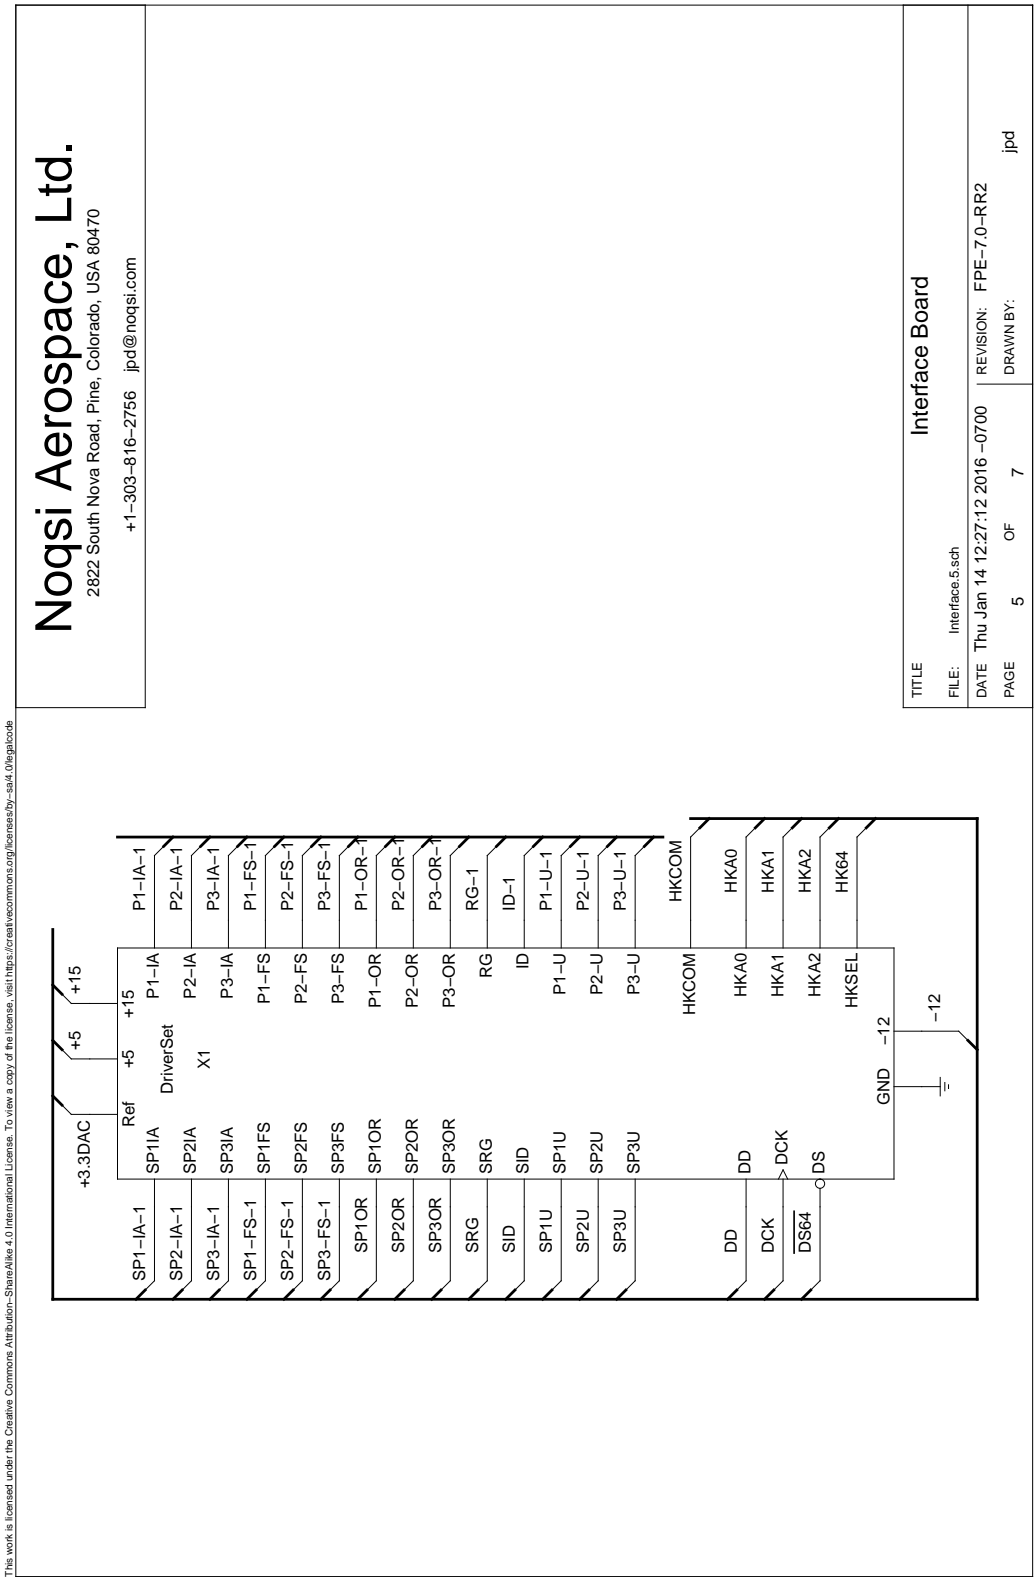 This work is licensed under the Creative Commons Attribution−ShareAlike 4.0 International License. To view a copy of the license, visit https://creativecommons.org/licenses/by−sa/4.0/legalcode
Noqsi Aerospace, Ltd.
2822 South Nova Road, Pine, Colorado, USA 80470
+1−303−816−2756 jpd@noqsi.com
+3.3DAC
+5
+15
Ref
+5
+15
DriverSet
X1
SP1−IA−1 SP1IA P1−IA P1−IA−1
SP2−IA−1 SP2IA P2−IA P2−IA−1
SP3−IA−1 SP3IA P3−IA P3−IA−1
SP1−FS−1 SP1FS P1−FS P1−FS−1
SP2−FS−1 SP2FS P2−FS P2−FS−1
SP3−FS−1 SP3FS P3−FS P3−FS−1
SP1OR SP1OR P1−OR P1−OR−1
SP2OR SP2OR P2−OR P2−OR−1
SP3OR SP3OR P3−OR P3−OR−1
SRG SRG RG RG−1
SID SID ID ID−1
SP1U SP1U P1−U P1−U−1
SP2U SP2U P2−U P2−U−1
SP3U SP3U P3−U P3−U−1
HKCOM HKCOM
DD DD HKA0 HKA0
DCK DCK HKA1 HKA1
DS64 DS HKA2 HKA2
HKSEL HK64
GND −12
−12
TITLE
Interface Board
FILE: Interface.5.sch
DATE Thu Jan 14 12:27:12 2016 −0700 REVISION: FPE−7.0−RR2
PAGE 5 OF 7 DRAWN BY: jpd